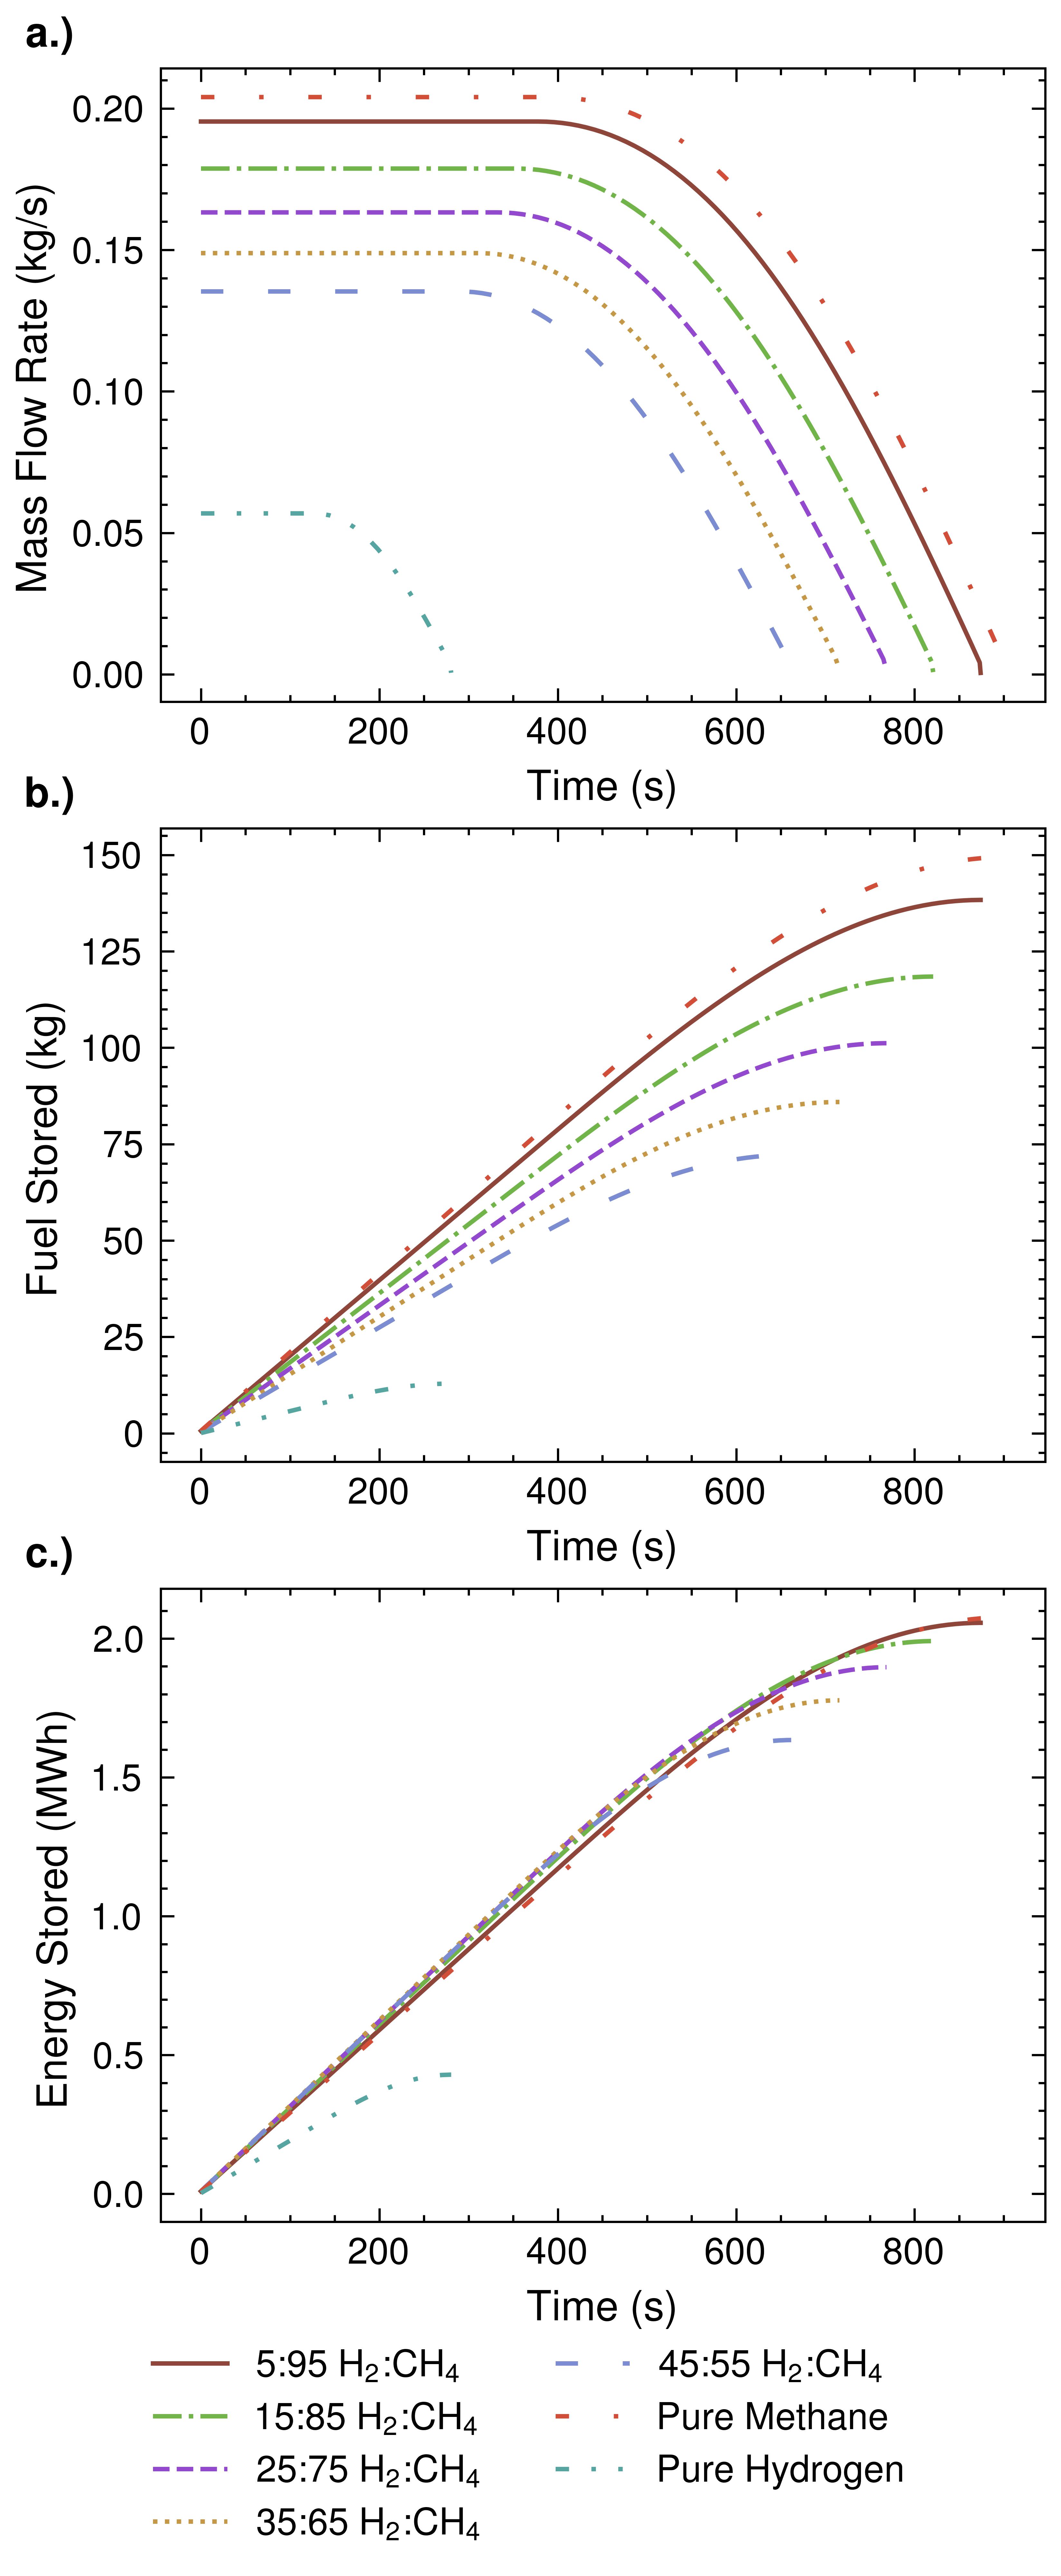 a.)
0.20
0.15
0.10
0.05
0.00
Mass Flow Rate (kg/s)
0 200 400 600 800
Time (s)
b.)
150
125
100
75
50
25
0
Fuel Stored (kg)
0 200 400 600 800
Time (s)
c.)
2.0
1.5
1.0
0.5
0.0
Energy Stored (MWh)
0 200 400 600 800
Time (s)
5:95 H₂:CH₄
15:85 H₂:CH₄
25:75 H₂:CH₄
35:65 H₂:CH₄
45:55 H₂:CH₄
Pure Methane
Pure Hydrogen